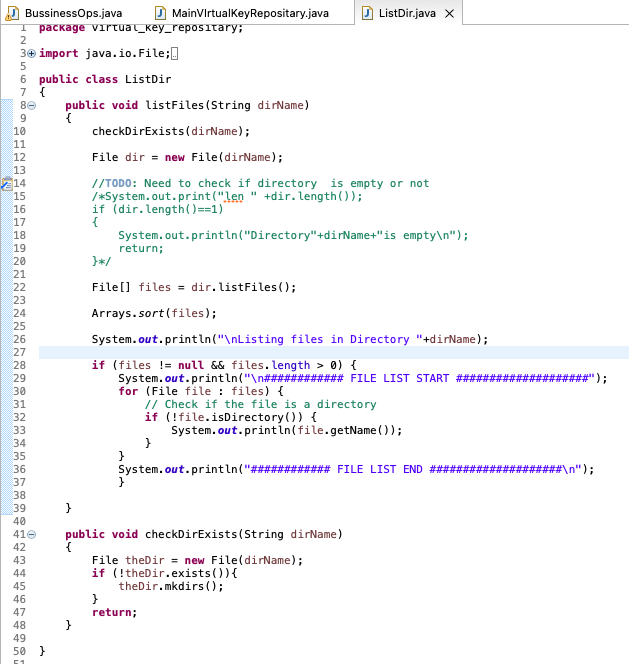 BussinessOps.java MainVIrtualKeyRepositary.java ListDir.java
1 package virtual_key_repositary;
2
3 import java.io.File;
5
6 public class ListDir
7 {
8 public void listFiles(String dirName)
9 {
10 checkDirExists(dirName);
11
12 File dir = new File(dirName);
13
14 //TODO: Need to check if directory  is empty or not
15 /*System.out.print("len " +dir.length());
16 if (dir.length()==1)
17 {
18 System.out.println("Directory"+dirName+"is empty\n");
19 return;
20 }*/
21
22 File[] files = dir.listFiles();
23
24 Arrays.sort(files);
25
26 System.out.println("\nListing files in Directory "+dirName);
27
28 if (files != null && files.length > 0) {
29 System.out.println("\n############ FILE LIST START ####################");
30 for (File file : files) {
31 // Check if the file is a directory
32 if (!file.isDirectory()) {
33 System.out.println(file.getName());
34 }
35 }
36 System.out.println("############ FILE LIST END ####################\n");
37 }
38
39 }
40
41 public void checkDirExists(String dirName)
42 {
43 File theDir = new File(dirName);
44 if (!theDir.exists()){
45 theDir.mkdirs();
46 }
47 return;
48 }
49
50 }
51